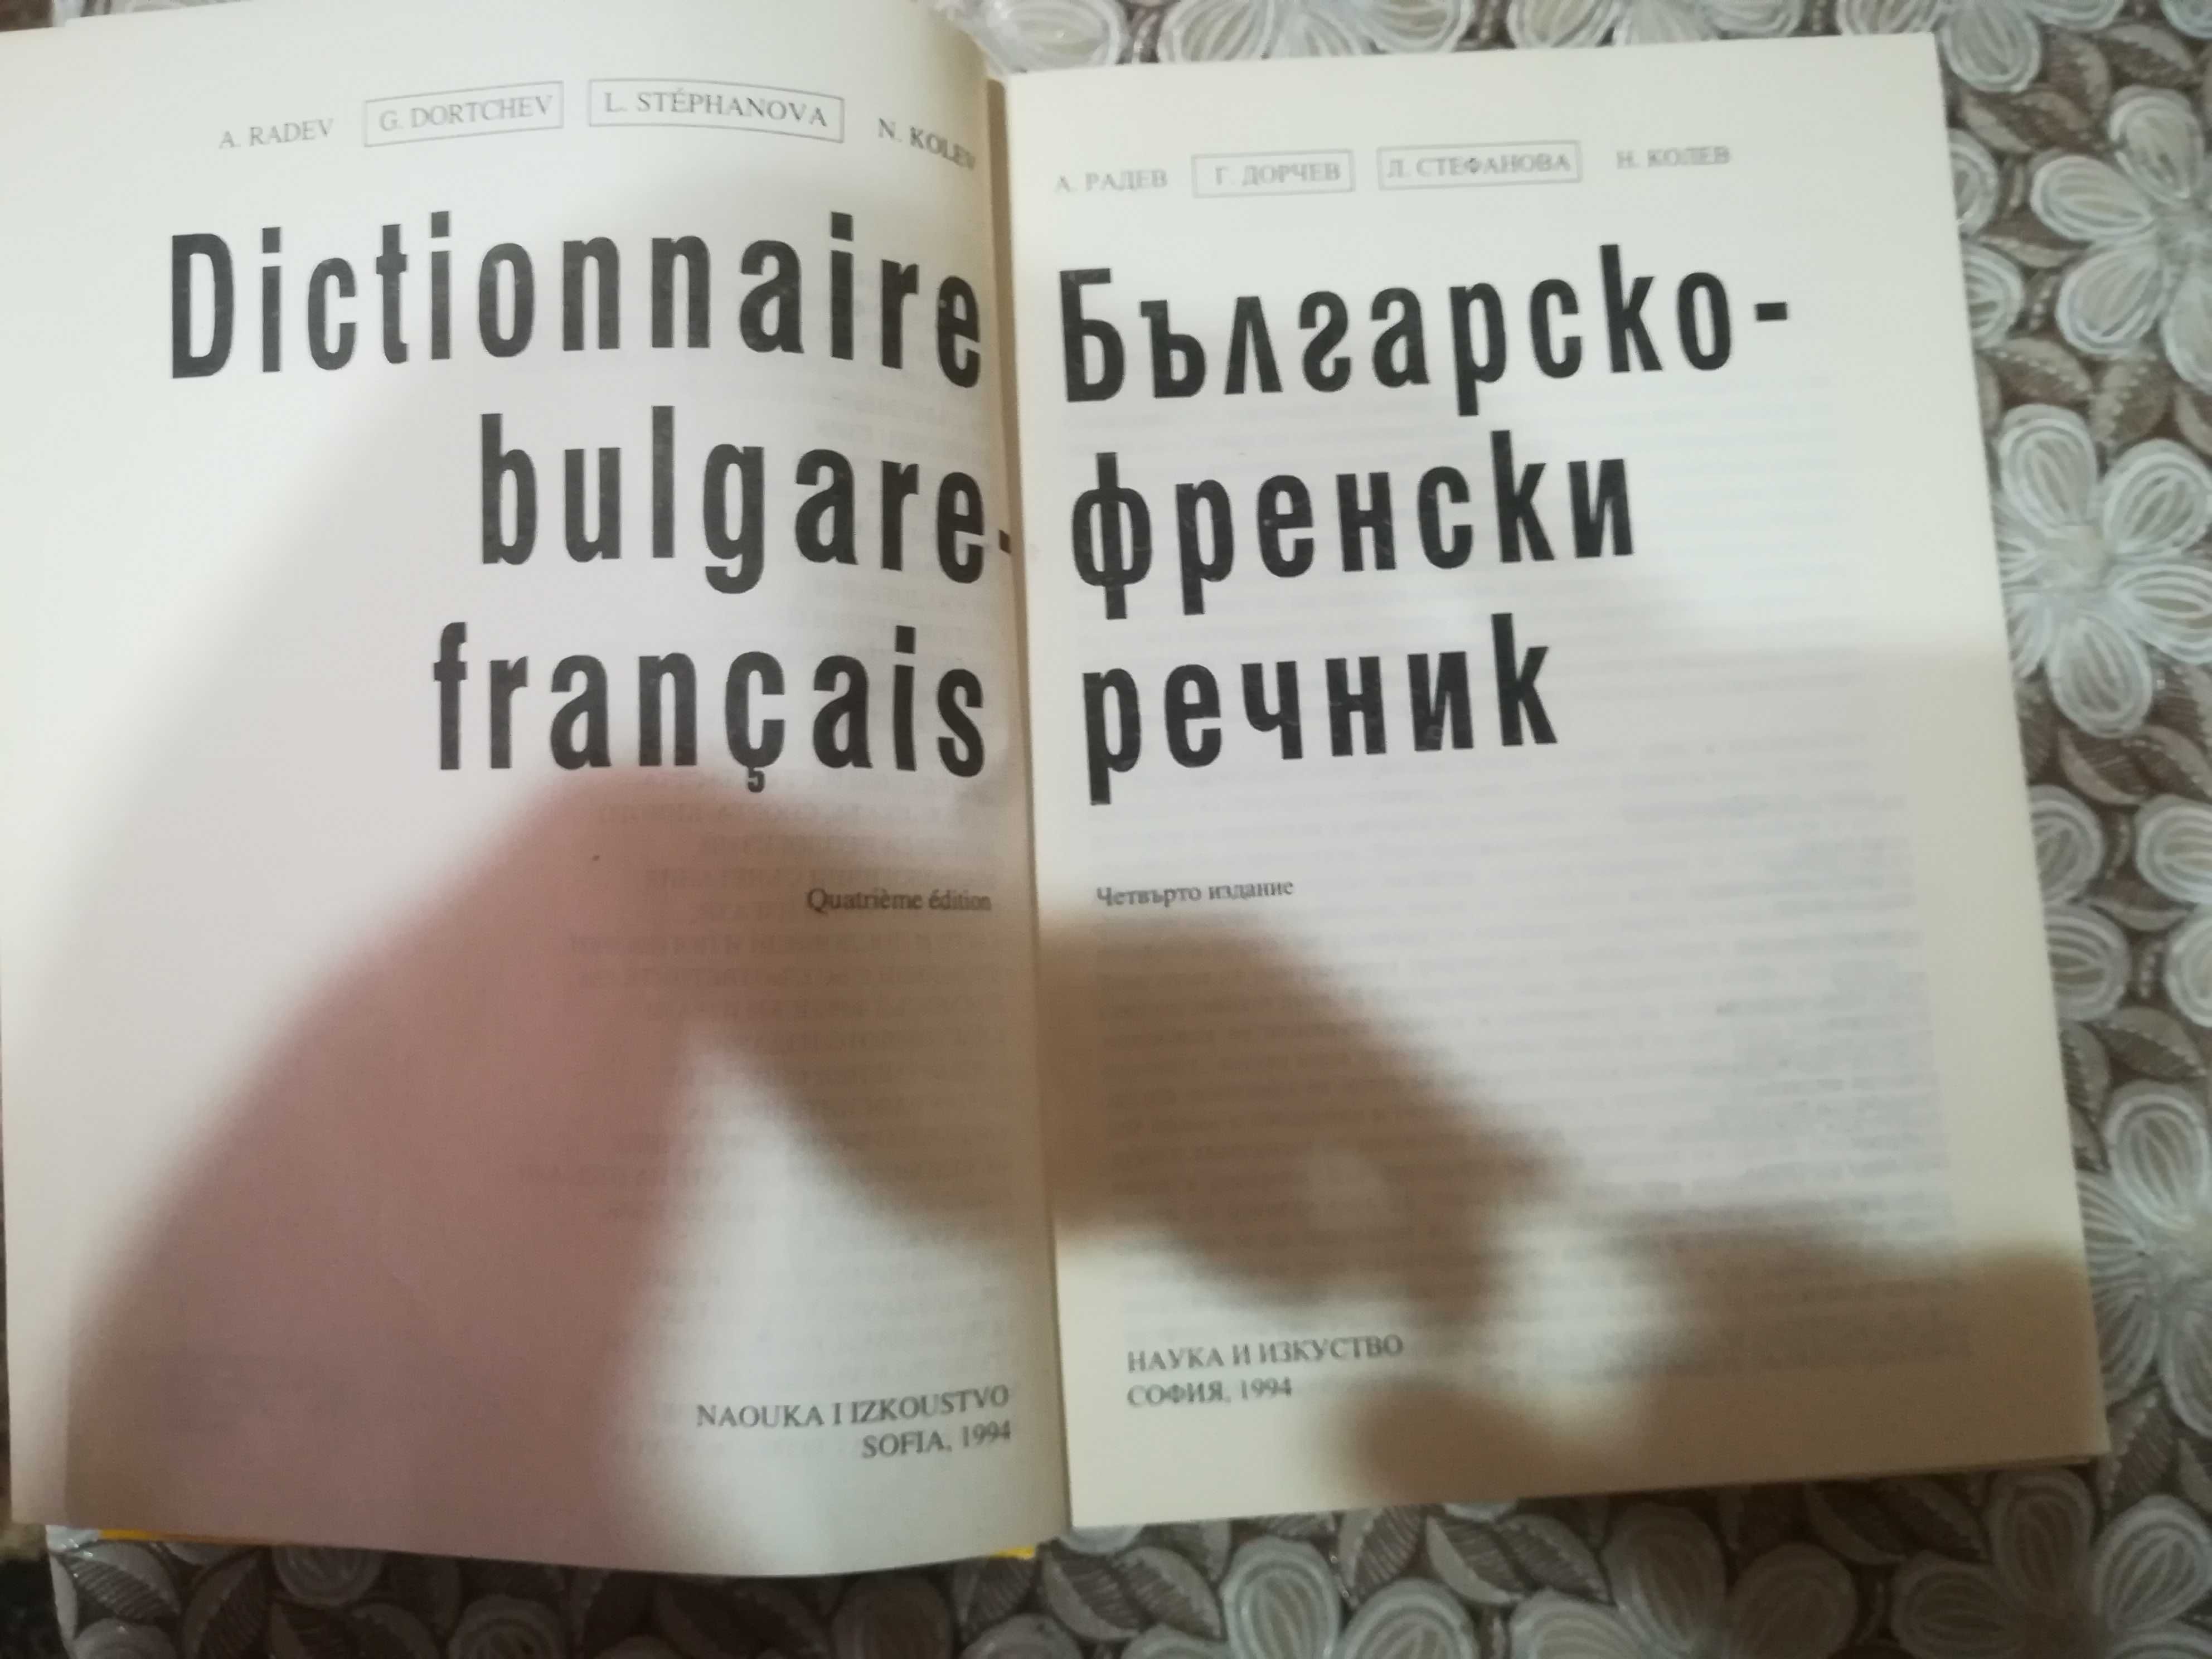 A. RADEV G. DORTCHEV L. STÉPHANOVA N. KOLEV
Dictionnaire
bulgare-
français
Quatrième édition
NAOUKA I IZKOUSTVO
SOFIA, 1994
А. РАДЕВ Г. ДОРЧЕВ Л. СТЕФАНОВА Н. КОЛЕВ
Българско-
френски
речник
Четвърто издание
НАУКА И ИЗКУСТВО
СОФИЯ, 1994